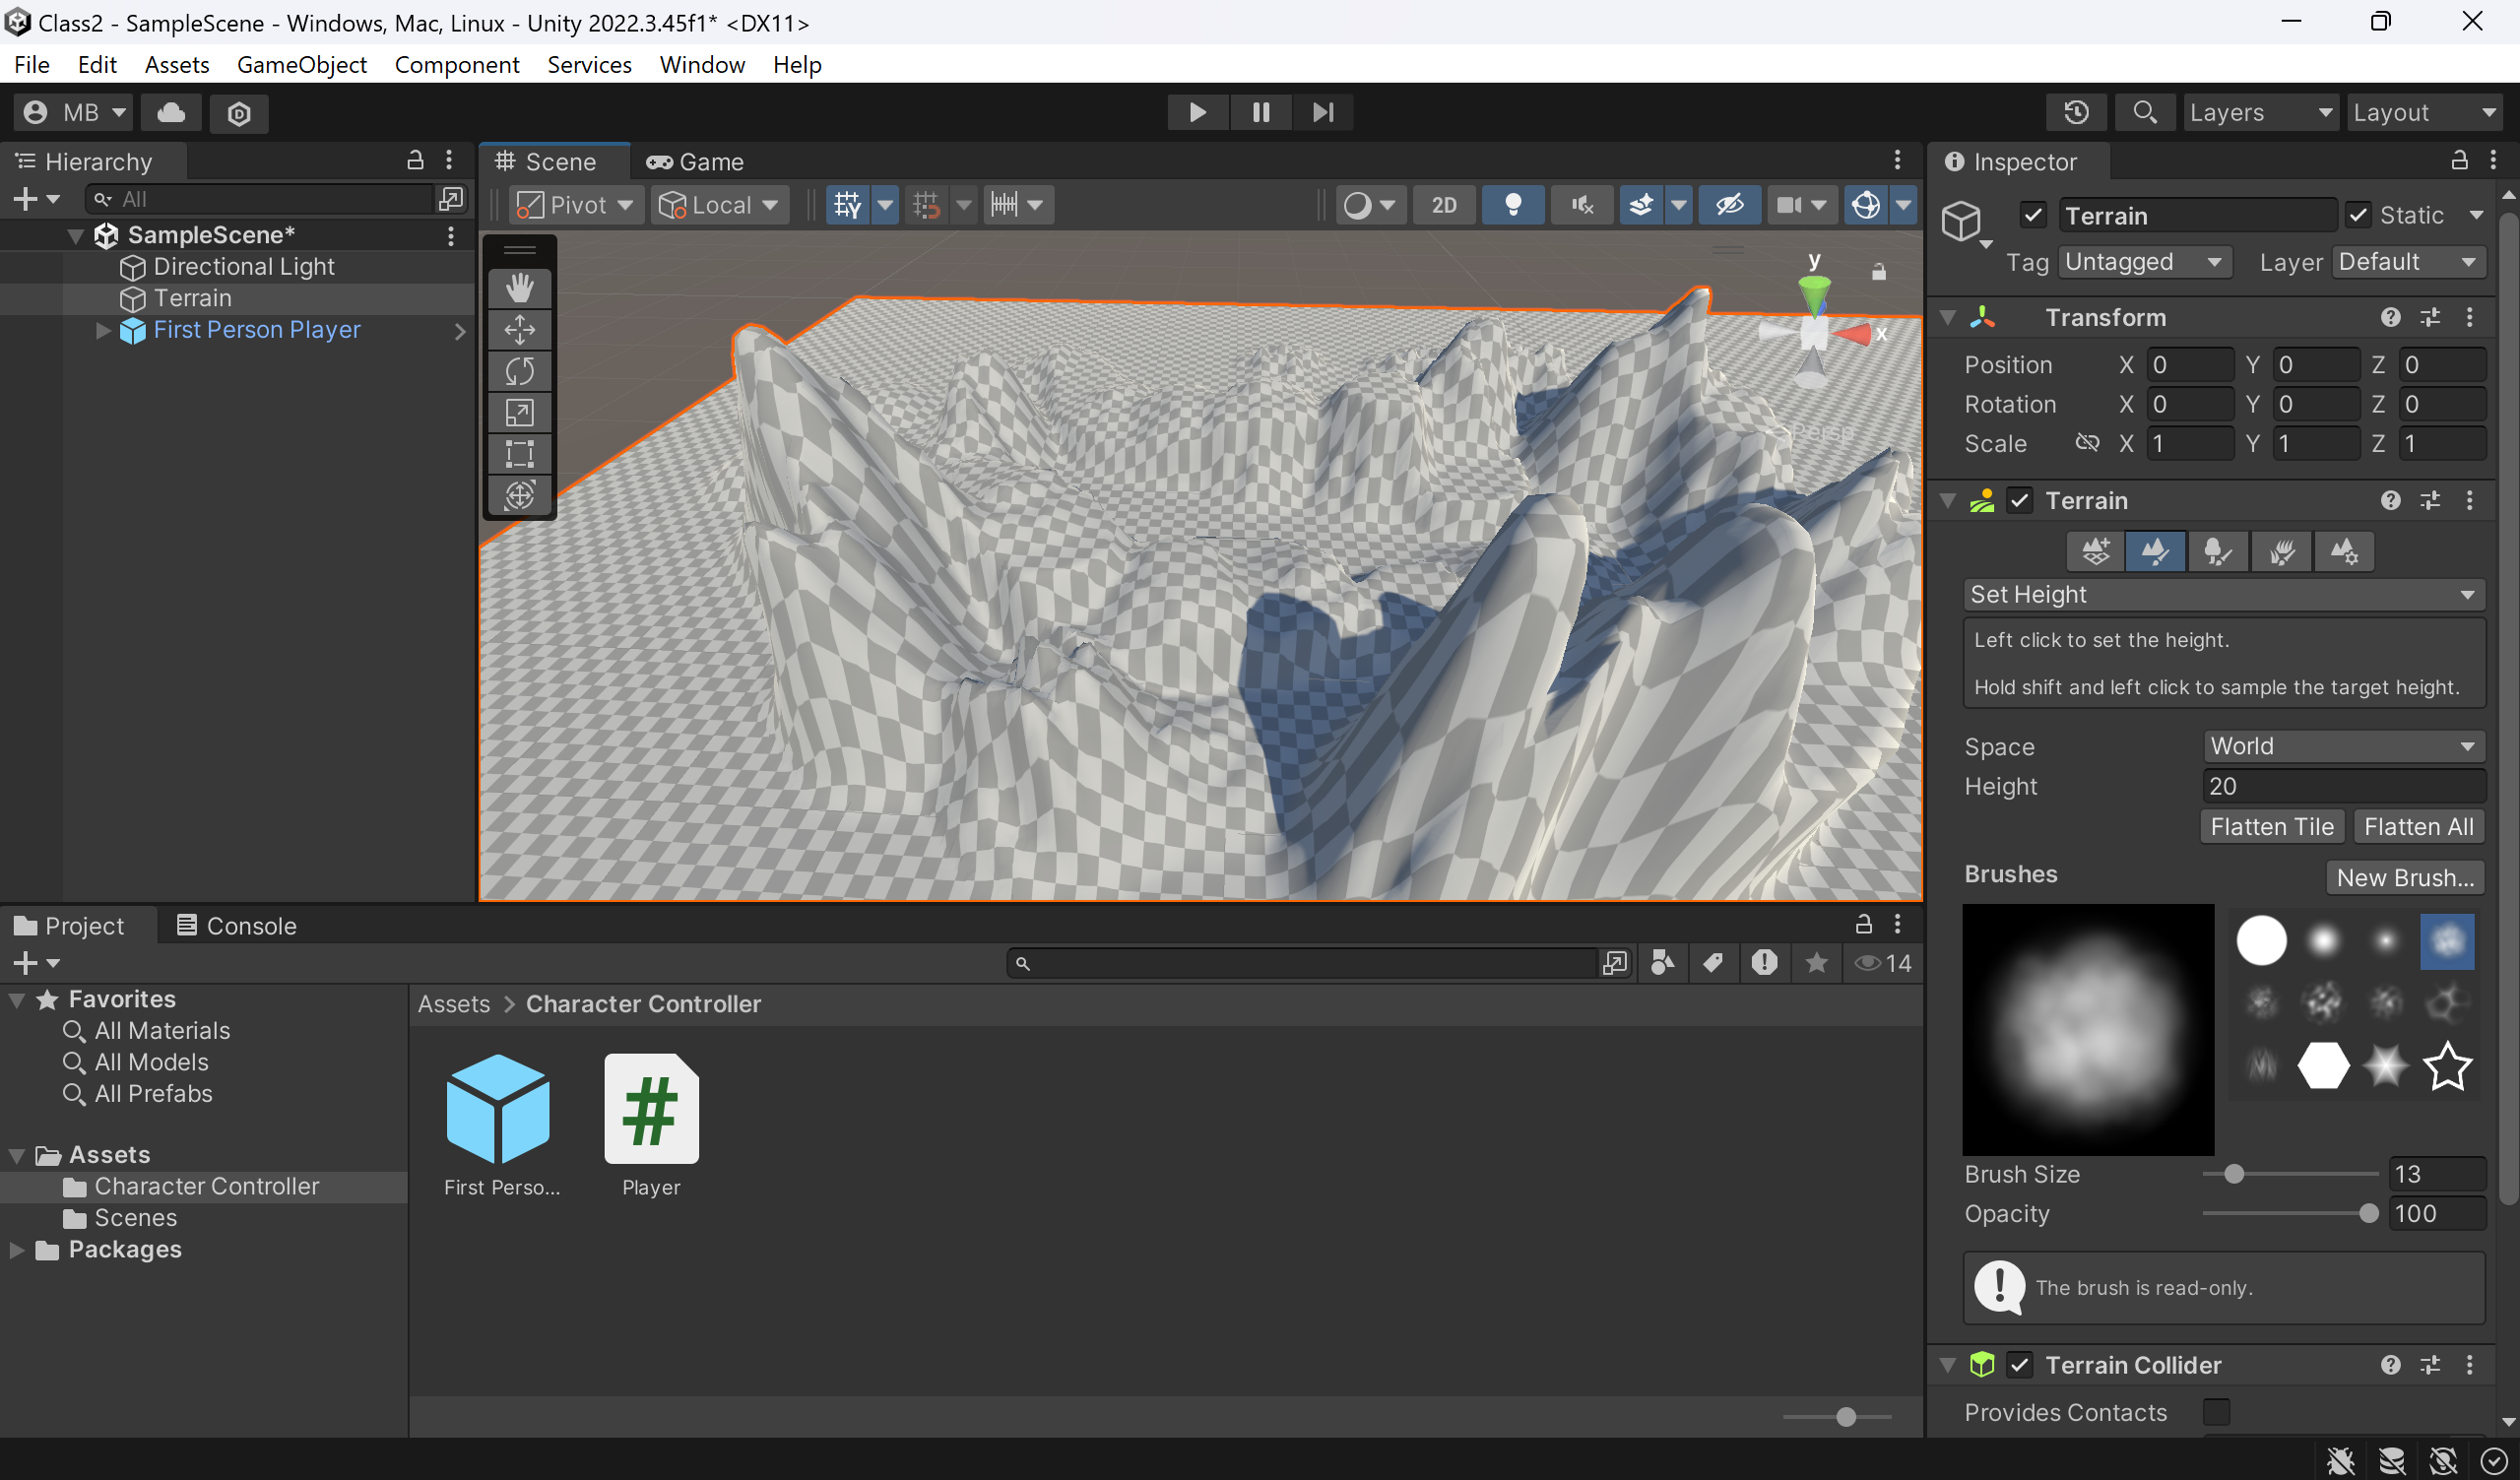 Class2 - SampleScene - Windows, Mac, Linux - Unity 2022.3.45f1* <DX11>
File Edit Assets GameObject Component Services Window Help
MB Layers Layout
Hierarchy
All
SampleScene*
Directional Light
Terrain
First Person Player
Scene Game
Pivot Local 2D
y
x
Persp
Inspector
Terrain Static
Tag Untagged Layer Default
Transform
Position X 0 Y 0 Z 0
Rotation X 0 Y 0 Z 0
Scale X 1 Y 1 Z 1
Terrain
Set Height
Left click to set the height.
Hold shift and left click to sample the target height.
Space World
Height 20
Flatten Tile Flatten All
Brushes New Brush...
Brush Size 13
Opacity 100
The brush is read-only.
Terrain Collider
Provides Contacts
Project Console
14
Favorites
All Materials
All Models
All Prefabs
Assets
Character Controller
Scenes
Packages
Assets > Character Controller
First Perso... Player